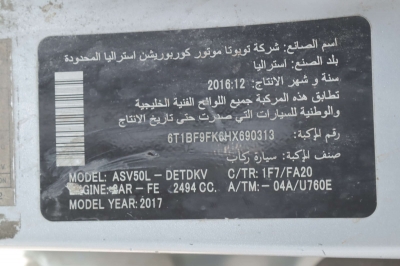 اسم الصانع: شركة تويوتا موتور كوربوريشن استراليا المحدودة
بلد الصنع: استراليا
سنة و شهر الانتاج: 2016:12
تطابق هذه المركبة جميع اللوائح الفنية الخليجية
والوطنية للسيارات التي صدرت حتى تاريخ الانتاج
رقم المركبة: 6T1BF9FK6HX690313
صنف المركبة: سيارة ركاب
MODEL: ASV50L-DETDKV C/TR: 1F7/FA20
ENGINE: 2AR-FE 2494 CC. A/TM: -04A/U760E
MODEL YEAR: 2017